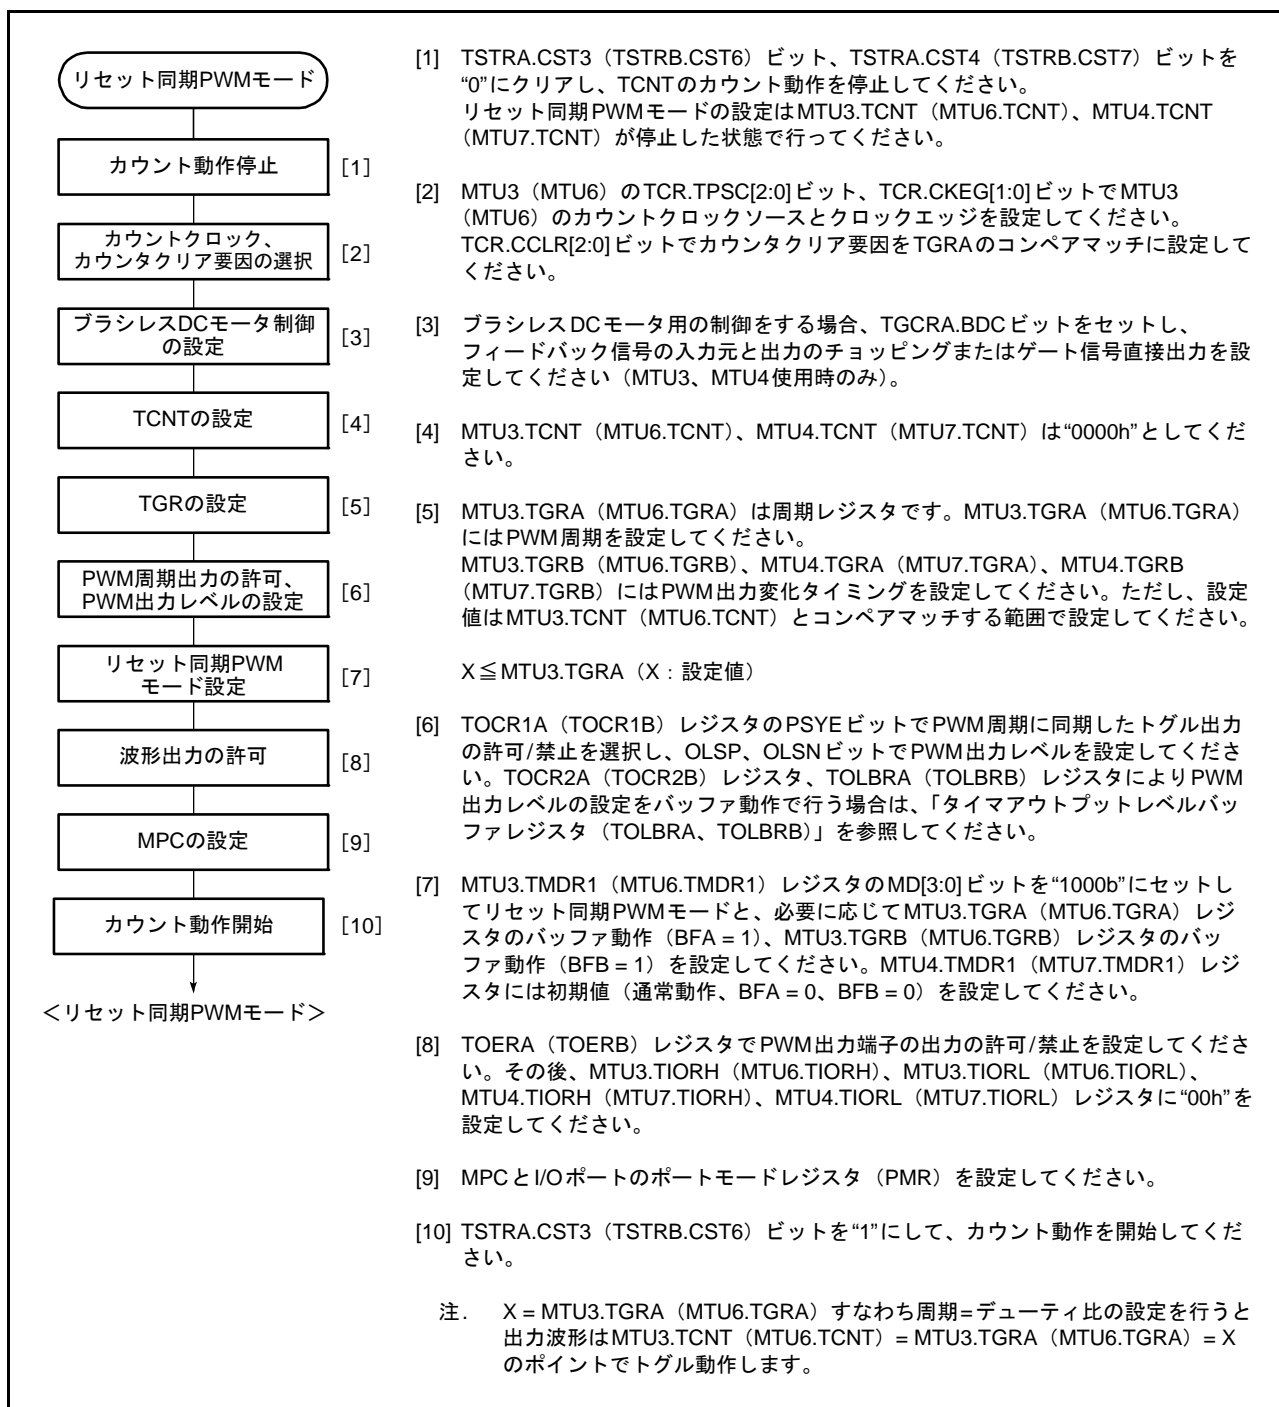 リセット同期PWMモード
カウント動作停止
[1]
カウントクロック、
カウンタクリア要因の選択
[2]
ブラシレスDCモータ制御
の設定
[3]
TCNTの設定
[4]
TGRの設定
[5]
PWM周期出力の許可、
PWM出力レベルの設定
[6]
リセット同期PWM
モード設定
[7]
波形出力の許可
[8]
MPCの設定
[9]
カウント動作開始
[10]
＜リセット同期PWMモード＞
[1] TSTRA.CST3（TSTRB.CST6）ビット、TSTRA.CST4（TSTRB.CST7）ビットを
“0”にクリアし、TCNTのカウント動作を停止してください。
リセット同期PWMモードの設定はMTU3.TCNT（MTU6.TCNT）、MTU4.TCNT
（MTU7.TCNT）が停止した状態で行ってください。
[2] MTU3（MTU6）のTCR.TPSC[2:0]ビット、TCR.CKEG[1:0]ビットでMTU3
（MTU6）のカウントクロックソースとクロックエッジを設定してください。
TCR.CCLR[2:0]ビットでカウンタクリア要因をTGRAのコンペアマッチに設定して
ください。
[3] ブラシレスDCモータ用の制御をする場合、TGCRA.BDCビットをセットし、
フィードバック信号の入力元と出力のチョッピングまたはゲート信号直接出力を設
定してください（MTU3、MTU4使用時のみ）。
[4] MTU3.TCNT（MTU6.TCNT）、MTU4.TCNT（MTU7.TCNT）は“0000h”としてくだ
さい。
[5] MTU3.TGRA（MTU6.TGRA）は周期レジスタです。MTU3.TGRA（MTU6.TGRA）
にはPWM周期を設定してください。
MTU3.TGRB（MTU6.TGRB）、MTU4.TGRA（MTU7.TGRA）、MTU4.TGRB
（MTU7.TGRB）にはPWM出力変化タイミングを設定してください。ただし、設定
値はMTU3.TCNT（MTU6.TCNT）とコンペアマッチする範囲で設定してください。
X≦MTU3.TGRA（X：設定値）
[6] TOCR1A（TOCR1B）レジスタのPSYEビットでPWM周期に同期したトグル出力
の許可/禁止を選択し、OLSP、OLSNビットでPWM出力レベルを設定してくださ
い。TOCR2A（TOCR2B）レジスタ、TOLBRA（TOLBRB）レジスタによりPWM
出力レベルの設定をバッファ動作で行う場合は、「タイマアウトプットレベルバッ
ファレジスタ（TOLBRA、TOLBRB）」を参照してください。
[7] MTU3.TMDR1（MTU6.TMDR1）レジスタのMD[3:0]ビットを“1000b”にセットし
てリセット同期PWMモードと、必要に応じてMTU3.TGRA（MTU6.TGRA）レジ
スタのバッファ動作（BFA = 1）、MTU3.TGRB（MTU6.TGRB）レジスタのバッ
ファ動作（BFB = 1）を設定してください。MTU4.TMDR1（MTU7.TMDR1）レジ
スタには初期値（通常動作、BFA = 0、BFB = 0）を設定してください。
[8] TOERA（TOERB）レジスタでPWM出力端子の出力の許可/禁止を設定してくださ
い。その後、MTU3.TIORH（MTU6.TIORH）、MTU3.TIORL（MTU6.TIORL）、
MTU4.TIORH（MTU7.TIORH）、MTU4.TIORL（MTU7.TIORL）レジスタに“00h”を
設定してください。
[9] MPCとI/Oポートのポートモードレジスタ（PMR）を設定してください。
[10] TSTRA.CST3（TSTRB.CST6）ビットを“1”にして、カウント動作を開始してくだ
さい。
注. X = MTU3.TGRA（MTU6.TGRA）すなわち周期=デューティ比の設定を行うと
出力波形はMTU3.TCNT（MTU6.TCNT）= MTU3.TGRA（MTU6.TGRA）= X
のポイントでトグル動作します。